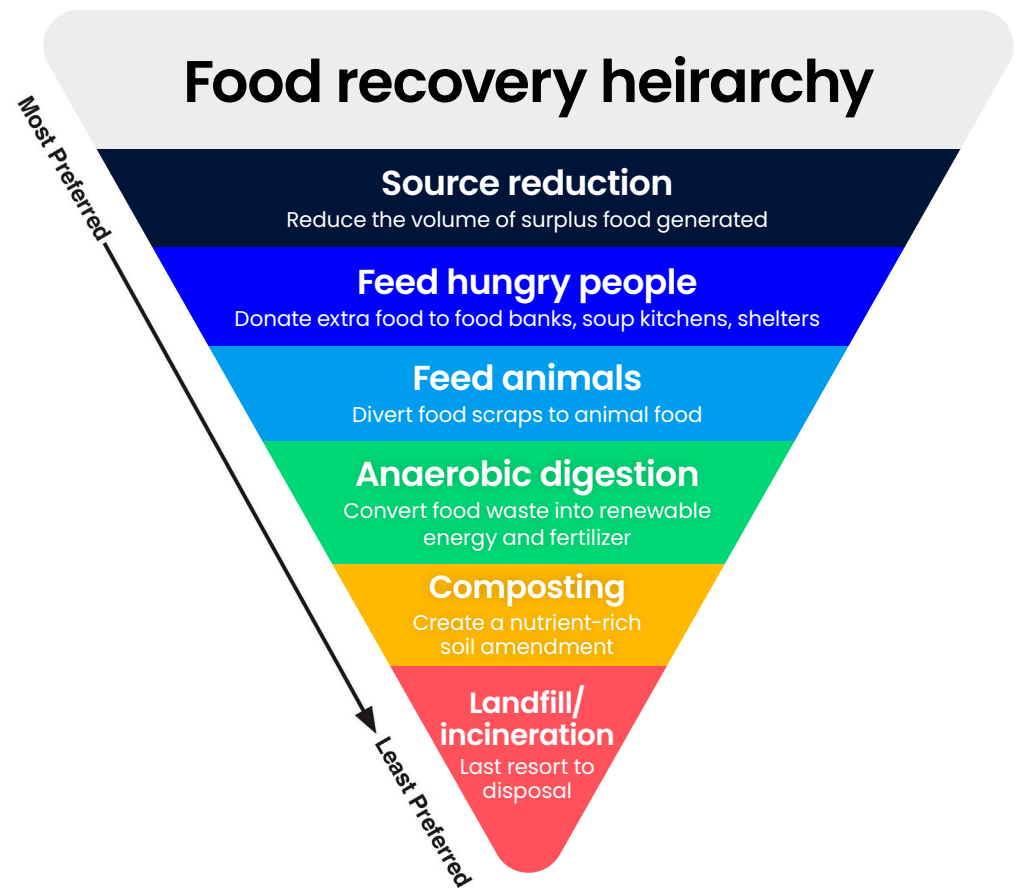 Food recovery heirarchy
Most Preferred
Source reduction
Reduce the volume of surplus food generated
Feed hungry people
Donate extra food to food banks, soup kitchens, shelters
Feed animals
Divert food scraps to animal food
Anaerobic digestion
Convert food waste into renewable
energy and fertilizer
Composting
Create a nutrient-rich
soil amendment
Landfill/
incineration
Last resort to
disposal
Least Preferred